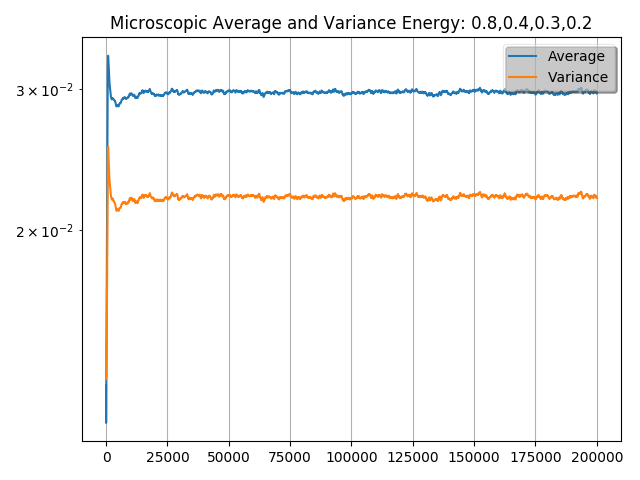 Microscopic Average and Variance Energy: 0.8,0.4,0.3,0.2
Average
Variance
3 × 10⁻²
2 × 10⁻²
0 25000 50000 75000 100000 125000 150000 175000 200000